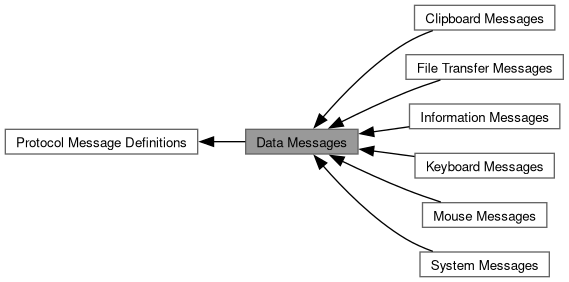 Clipboard Messages
File Transfer Messages
Information Messages
Protocol Message Definitions
Data Messages
Keyboard Messages
Mouse Messages
System Messages